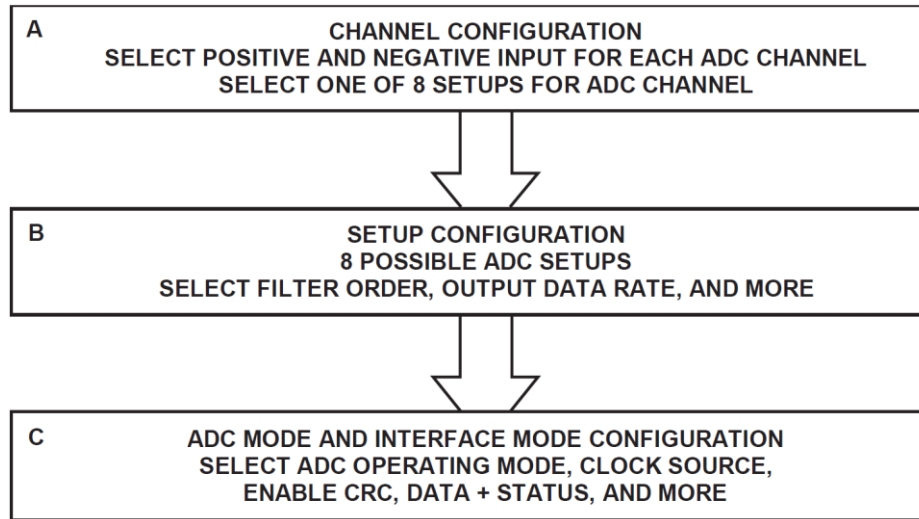 A
CHANNEL CONFIGURATION
SELECT POSITIVE AND NEGATIVE INPUT FOR EACH ADC CHANNEL
SELECT ONE OF 8 SETUPS FOR ADC CHANNEL
B
SETUP CONFIGURATION
8 POSSIBLE ADC SETUPS
SELECT FILTER ORDER, OUTPUT DATA RATE, AND MORE
C
ADC MODE AND INTERFACE MODE CONFIGURATION
SELECT ADC OPERATING MODE, CLOCK SOURCE,
ENABLE CRC, DATA + STATUS, AND MORE